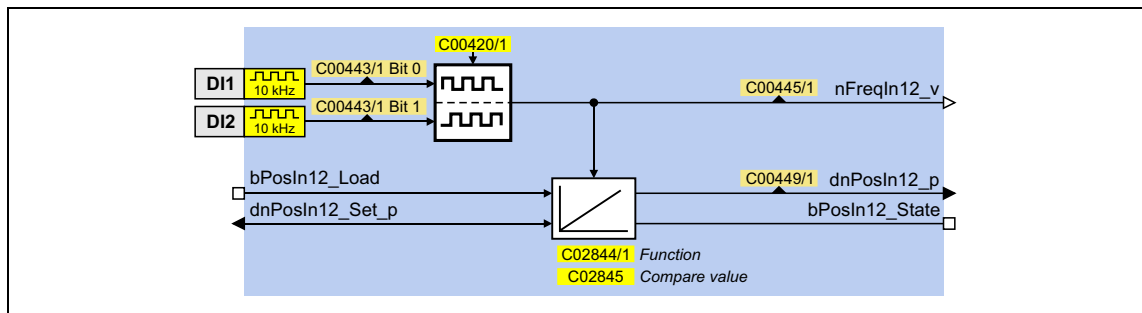 C00420/1
C00443/1 Bit 0
DI1
10 kHz
C00443/1 Bit 1
DI2
10 kHz
C00445/1
nFreqIn12_v
bPosIn12_Load
C00449/1
dnPosIn12_p
dnPosIn12_Set_p
bPosIn12_State
C02844/1 Function
C02845 Compare value